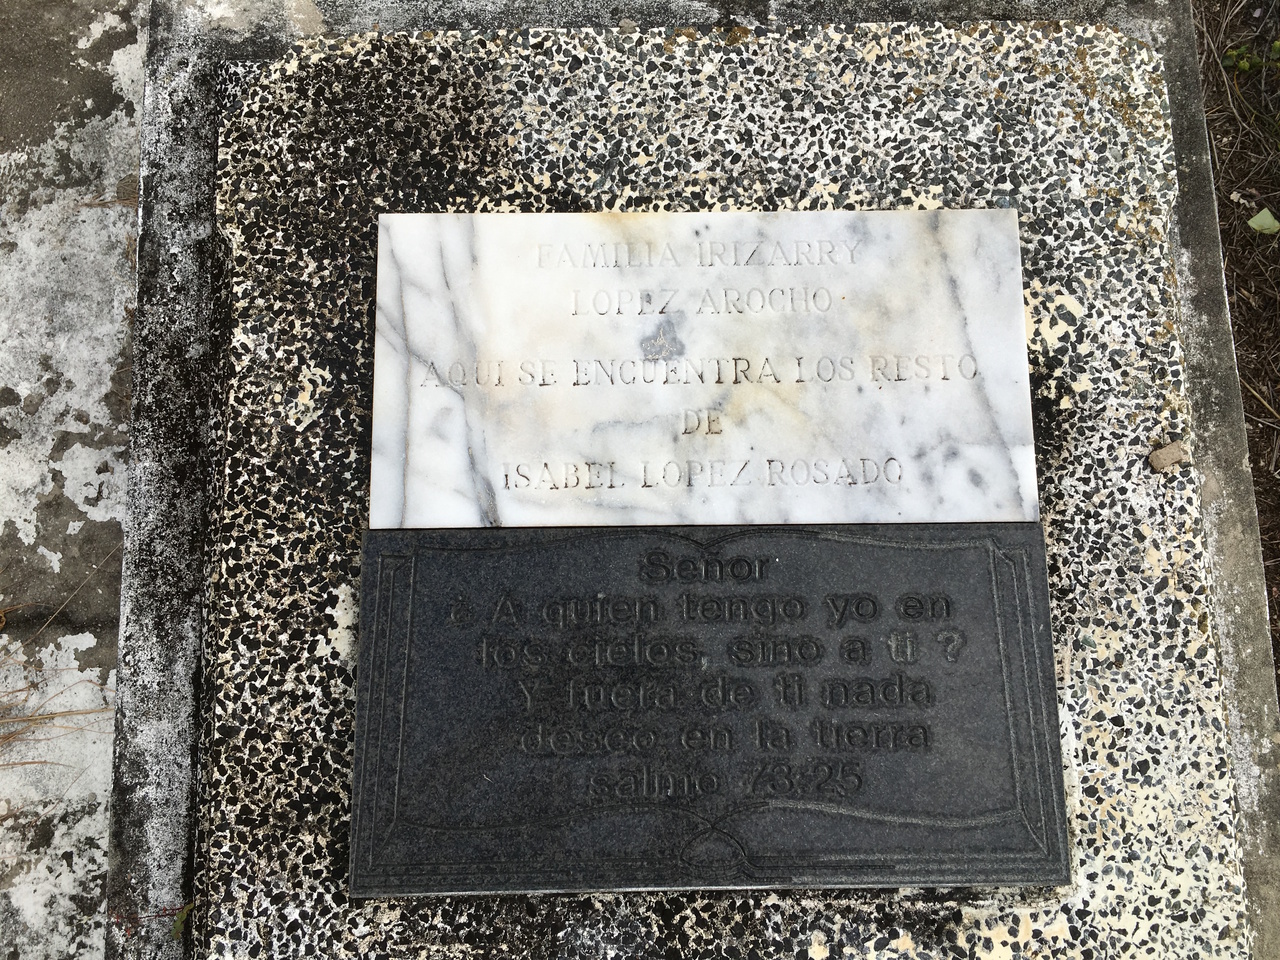 FAMILIA IRIZARRY
LOPEZ AROCHO
AQUI SE ENCUENTRA LOS RESTO
DE
ISABEL LOPEZ ROSADO
Señor
¿ A quien tengo yo en
los cielos, sino a ti ?
Y fuera de ti nada
deseo en la tierra
salmo 73:25